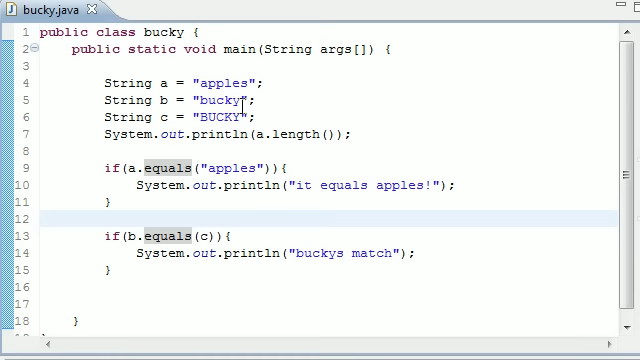 bucky.java
1 public class bucky {
2 public static void main(String args[]) {
3
4 String a = "apples";
5 String b = "bucky";
6 String c = "BUCKY";
7 System.out.println(a.length());
8
9 if(a.equals("apples")){
10 System.out.println("it equals apples!");
11 }
12
13 if(b.equals(c)){
14 System.out.println("buckys match");
15 }
16
17
18 }